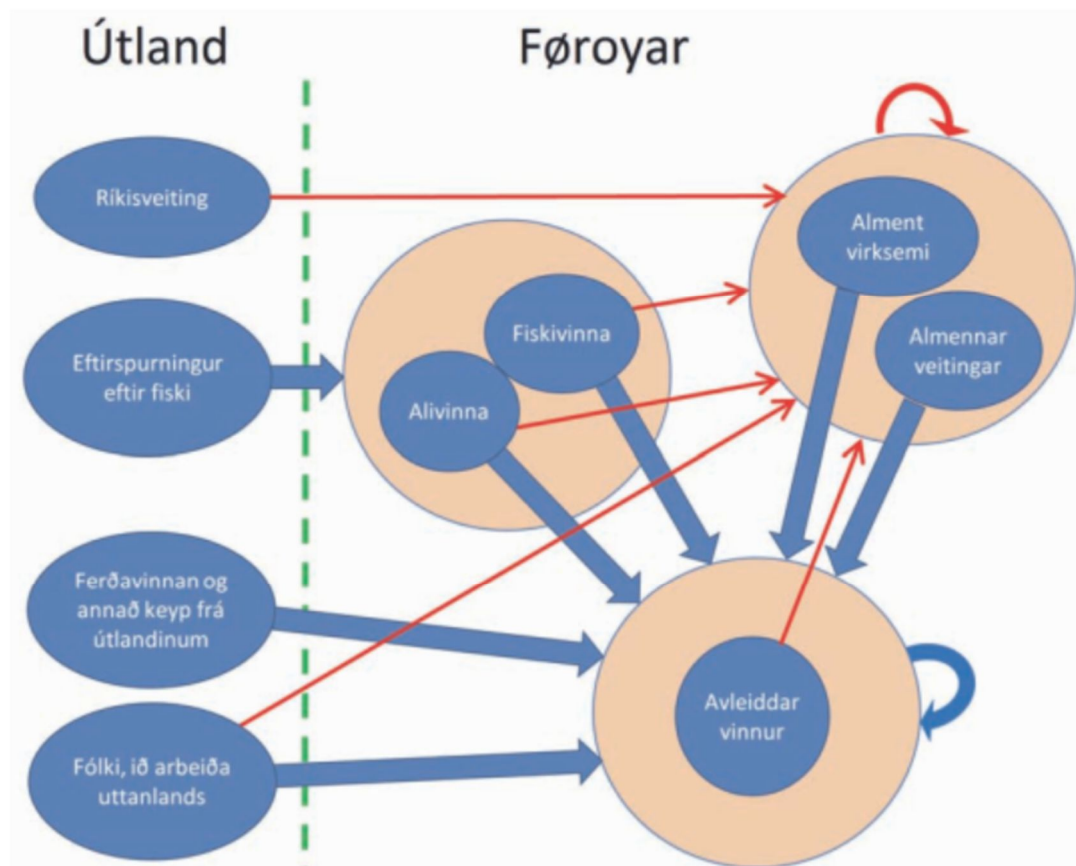 Útland
Føroyar
Ríkisveiting
Alment
virksemi
Fiskivinna
Almennar
veitingar
Eftirspurningur
eftir fiski
Alivinna
Ferðavinnan og
annað keyp frá
útlandinum
Avleiddar
vinnur
Fólki, ið arbeiða
uttanlands